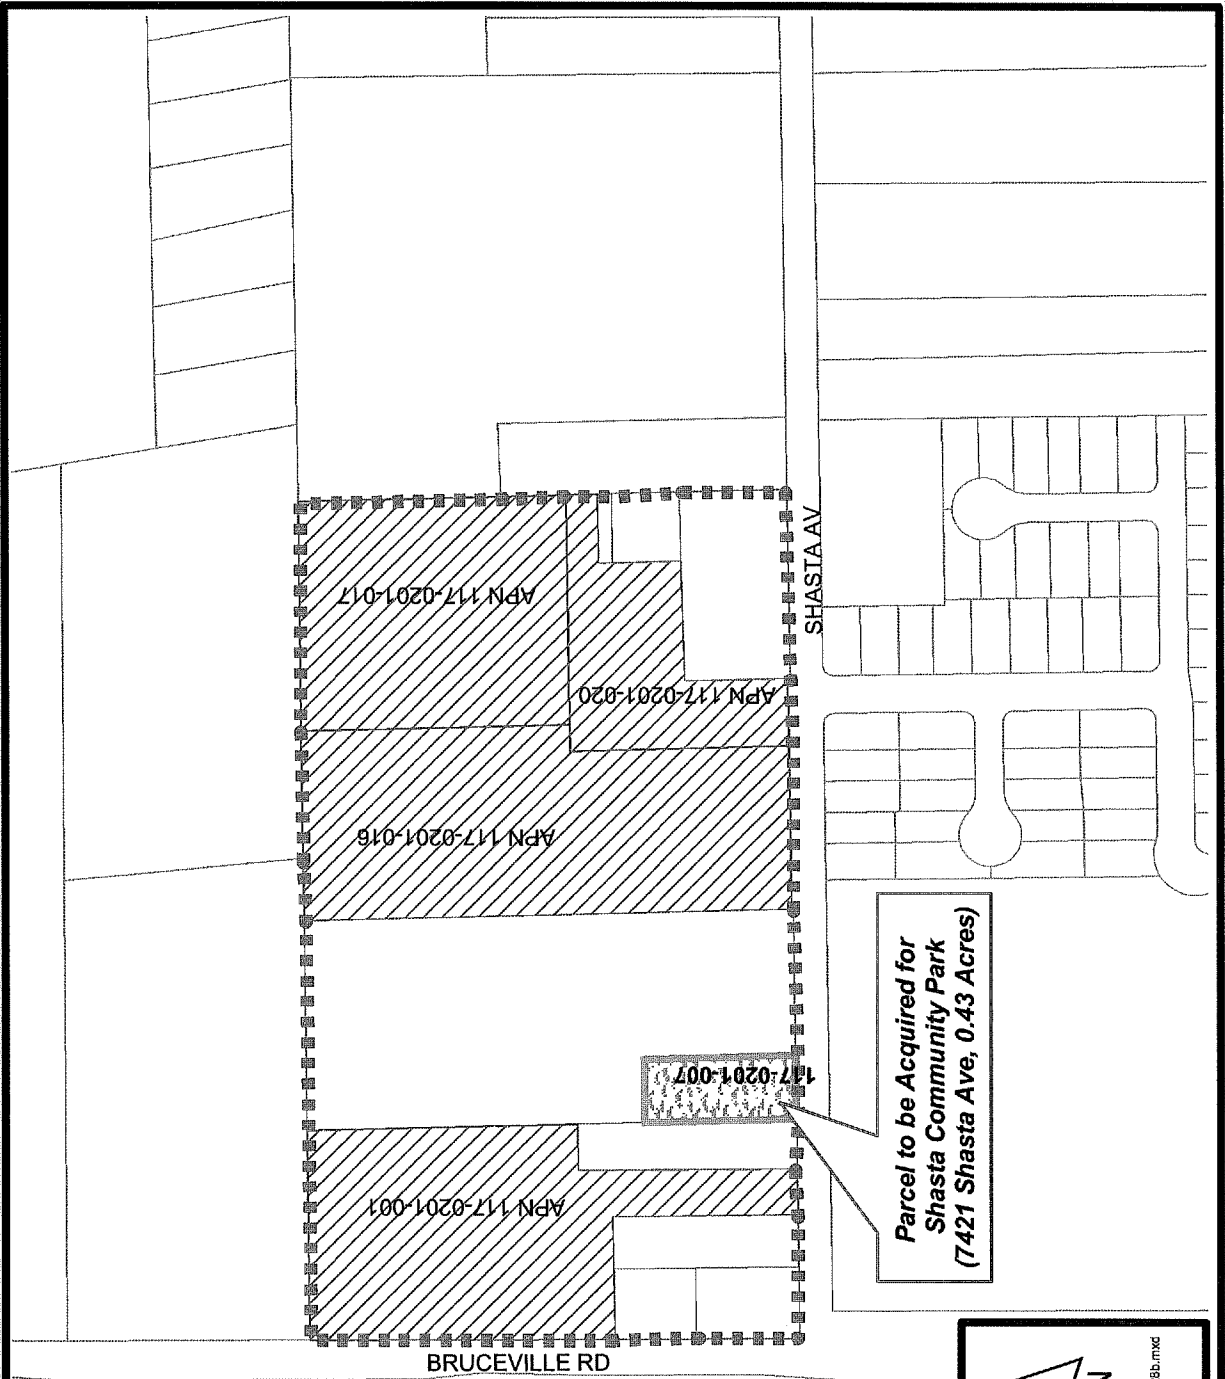 APN 117-0201-017
APN 117-0201-020
SHASTA AV
APN 117-0201-016
117-0201-007
Parcel to be Acquired for
Shasta Community Park
(7421 Shasta Ave, 0.43 Acres)
APN 117-0201-001
BRUCEVILLE RD
8b.mxd